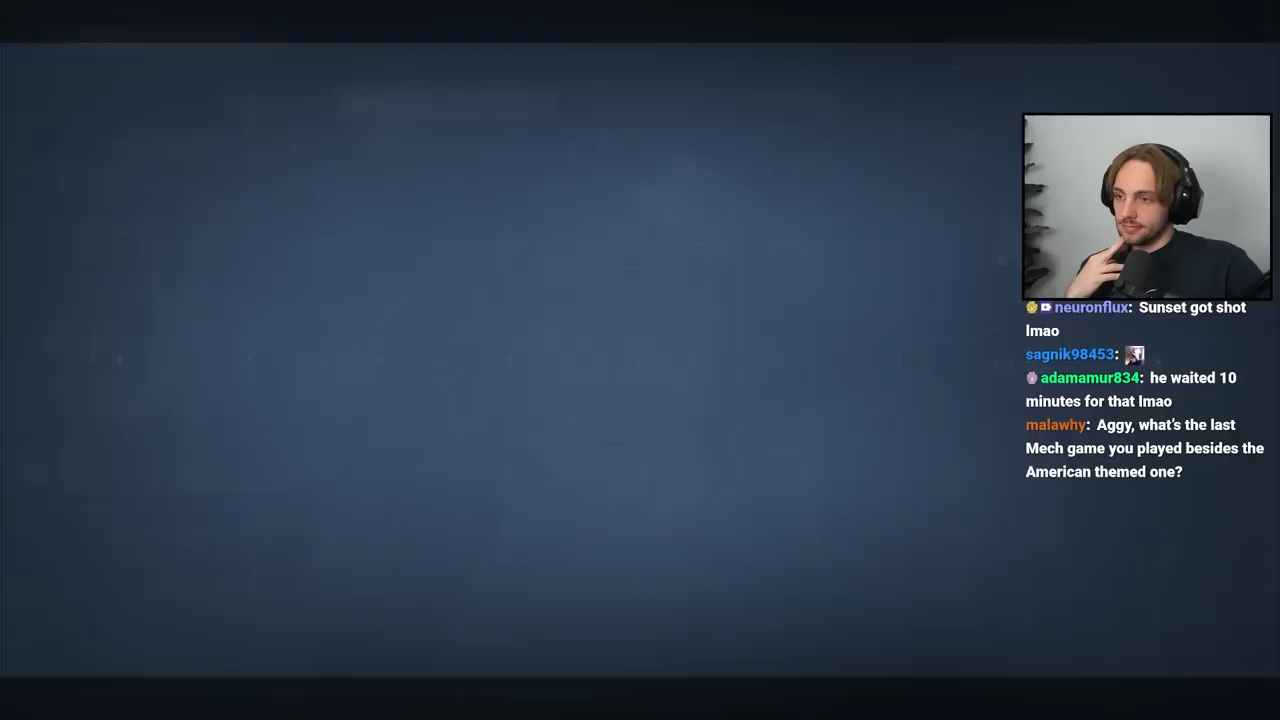 neuronflux: Sunset got shot
lmao
sagnik98453:
adamamur834: he waited 10
minutes for that lmao
malawhy: Aggy, what's the last
Mech game you played besides the
American themed one?